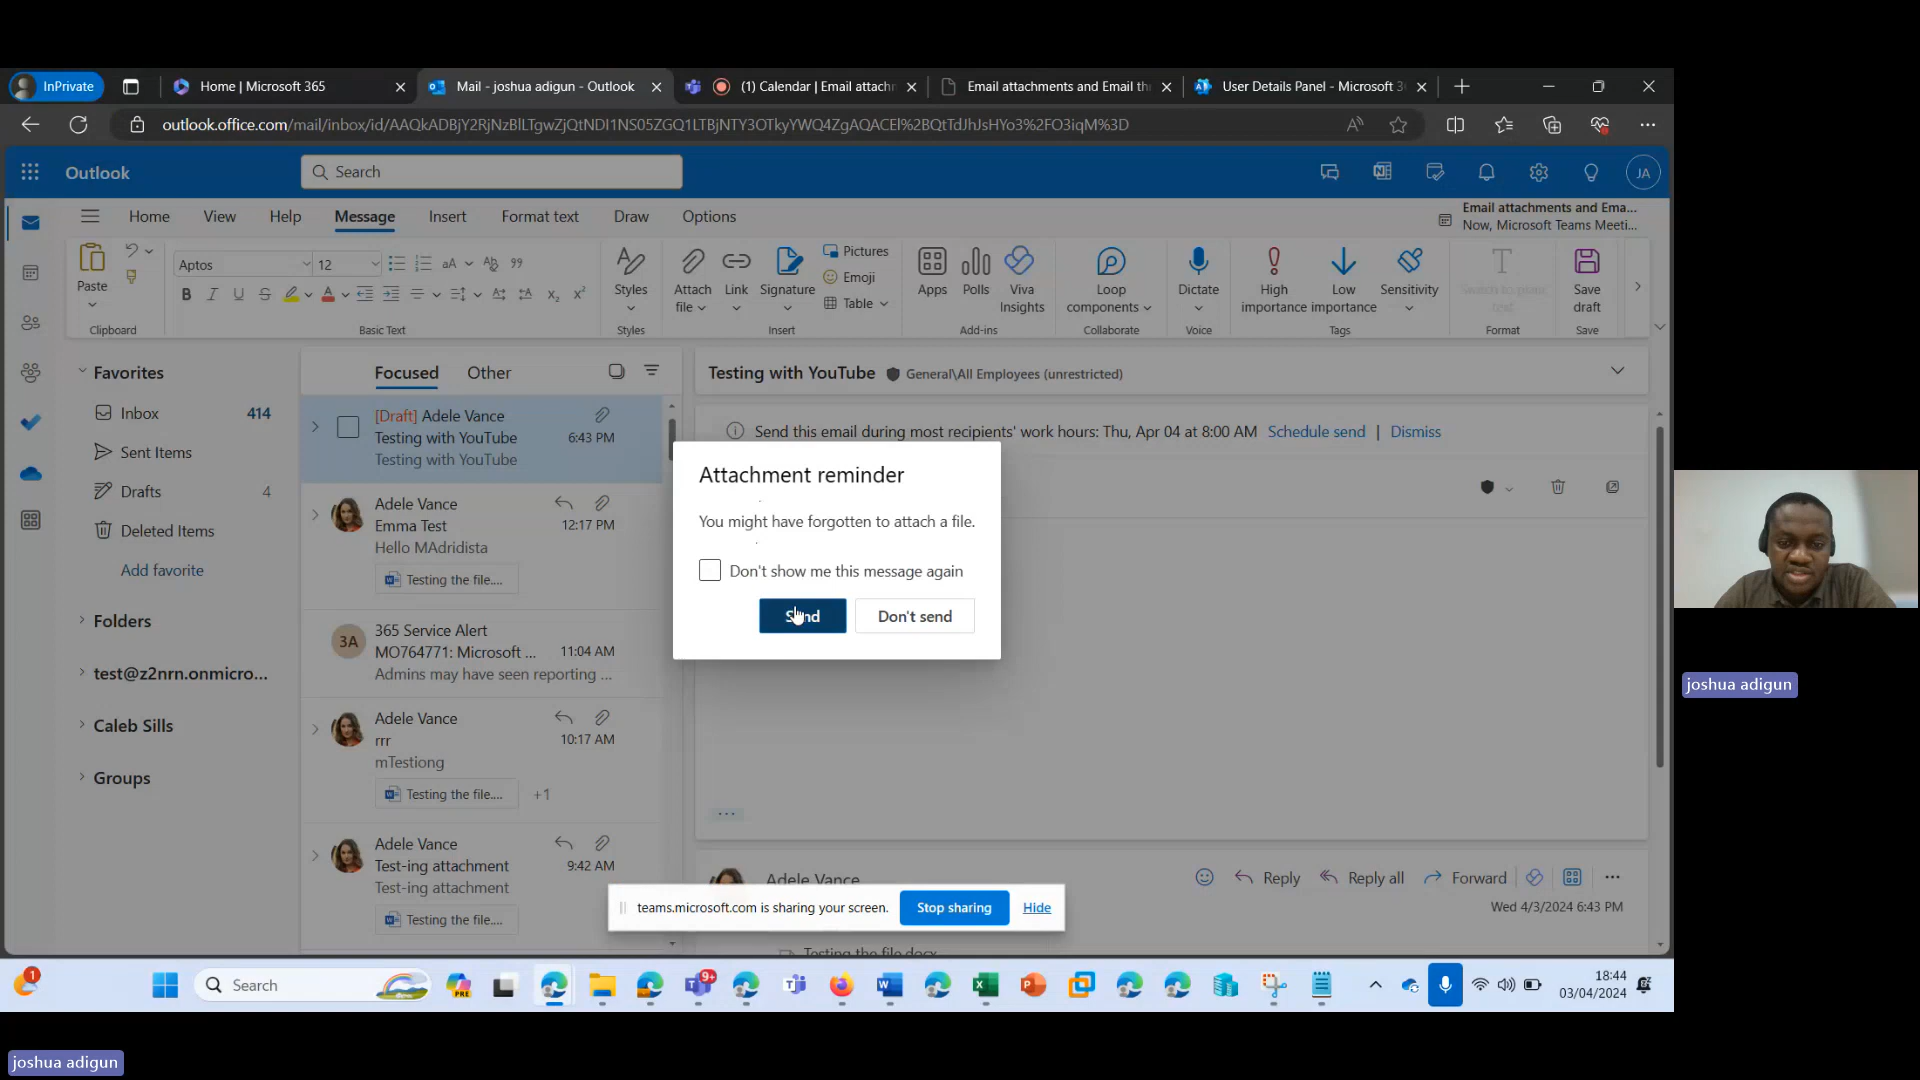 InPrivate
Home | Microsoft 365
Mail - joshua adigun - Outlook
(1) Calendar | Email attachm
Email attachments and Email thr
User Details Panel - Microsoft 3
outlook.office.com/mail/inbox/id/
Outlook
Search
JA
Home View Help Message Insert Format text Draw Options
Email attachments and Ema...
Now, Microsoft Teams Meeti...
Paste
Clipboard
Aptos 12
Basic Text
Styles
Styles
Attach file
Link
Signature
Pictures
Emoji
Table
Insert
Apps
Polls
Viva Insights
Add-ins
Loop components
Collaborate
Dictate
Voice
High importance
Low importance
Sensitivity
Tags
Format
Save draft
Save
Favorites
Inbox 414
Sent Items
Drafts 4
Deleted Items
Add favorite
Folders
test@z2nrn.onmicro...
Caleb Sills
Groups
Focused Other
[Draft] Adele Vance
Testing with YouTube 6:43 PM
Testing with YouTube
Adele Vance
Emma Test 12:17 PM
Hello MAdridista
Testing the file....
3A
365 Service Alert
MO764771: Microsoft ... 11:04 AM
Admins may have seen reporting ...
Adele Vance
rrr 10:17 AM
mTestiong
Testing the file.... +1
Adele Vance
Test-ing attachment 9:42 AM
Test-ing attachment
Testing the file....
Testing with YouTube General\All Employees (unrestricted)
Send this email during most recipients' work hours: Thu, Apr 04 at 8:00 AM Schedule send | Dismiss
Attachment reminder
You might have forgotten to attach a file.
Don't show me this message again
Send Don't send
Adele Vance
Reply Reply all Forward
Wed 4/3/2024 6:43 PM
Testing the file.docx
teams.microsoft.com is sharing your screen. Stop sharing Hide
1
Search
PRE
9+
18:44
03/04/2024
joshua adigun
joshua adigun